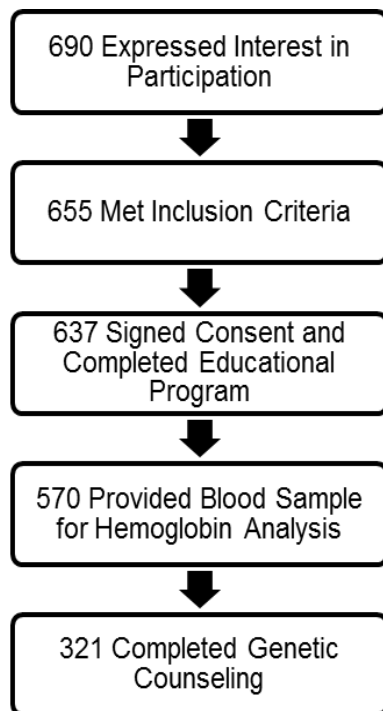 690 Expressed Interest in
Participation
655 Met Inclusion Criteria
637 Signed Consent and
Completed Educational
Program
570 Provided Blood Sample
for Hemoglobin Analysis
321 Completed Genetic
Counseling